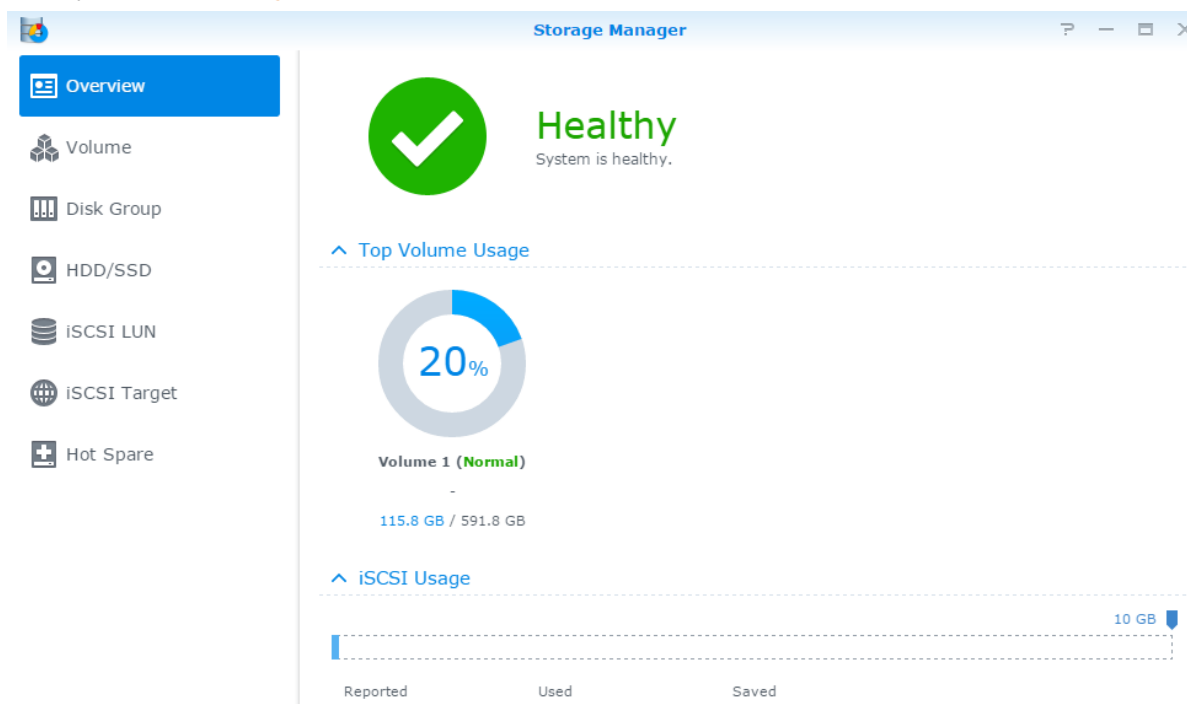 Storage Manager
Overview
Volume
Disk Group
HDD/SSD
iSCSI LUN
iSCSI Target
Hot Spare
Healthy
System is healthy.
Top Volume Usage
20%
Volume 1 (Normal)
-
115.8 GB / 591.8 GB
iSCSI Usage
10 GB
Reported Used Saved